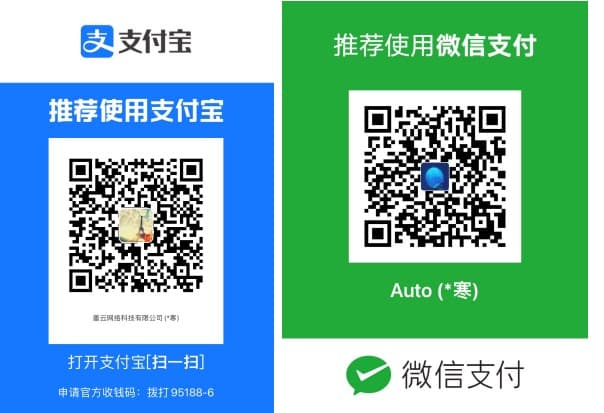 支付宝
推荐使用支付宝
墨云网络科技有限公司 (*寒)
打开支付宝[扫一扫]
申请官方收钱码：拨打 95188-6
推荐使用微信支付
Auto (*寒)
微信支付